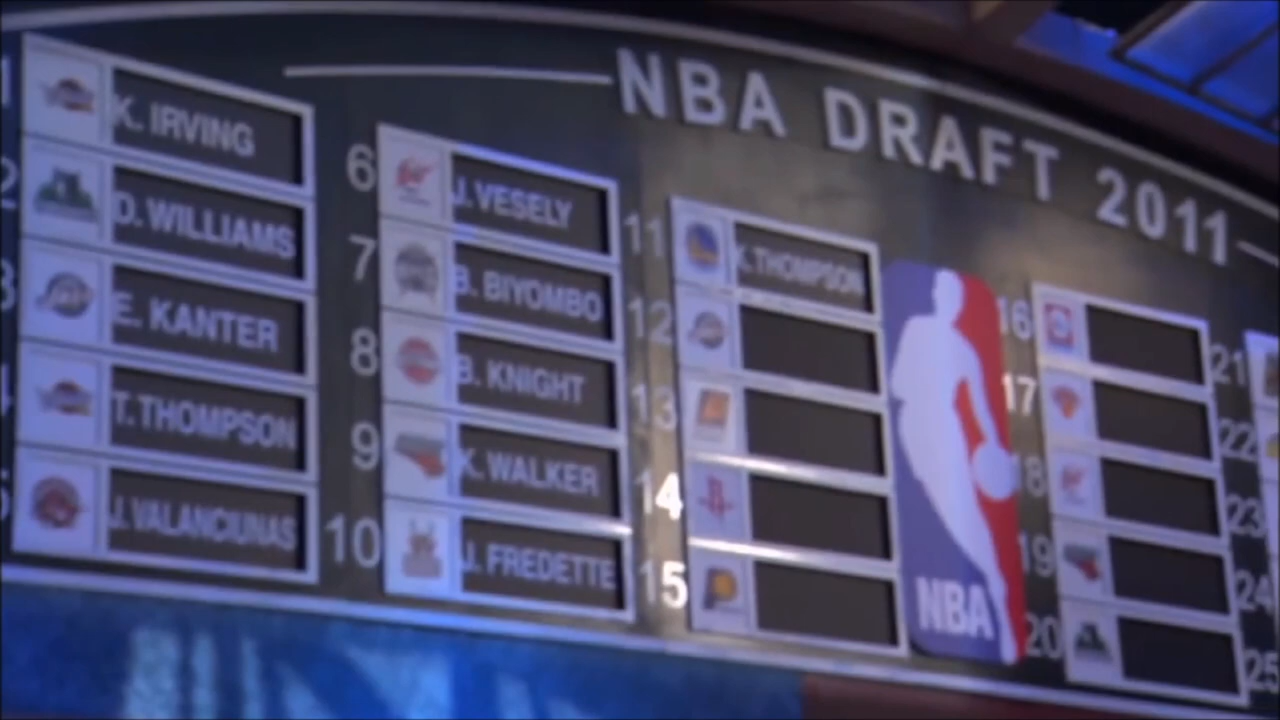 NBA DRAFT 2011
1 K. IRVING
2 D. WILLIAMS
3 E. KANTER
4 T. THOMPSON
5 J. VALANCIUNAS
6 J. VESELY
7 B. BIYOMBO
8 B. KNIGHT
9 K. WALKER
10 J. FREDETTE
11 K. THOMPSON
12
13
14
15
NBA
16
17
18
19
20
21
22
23
24
25